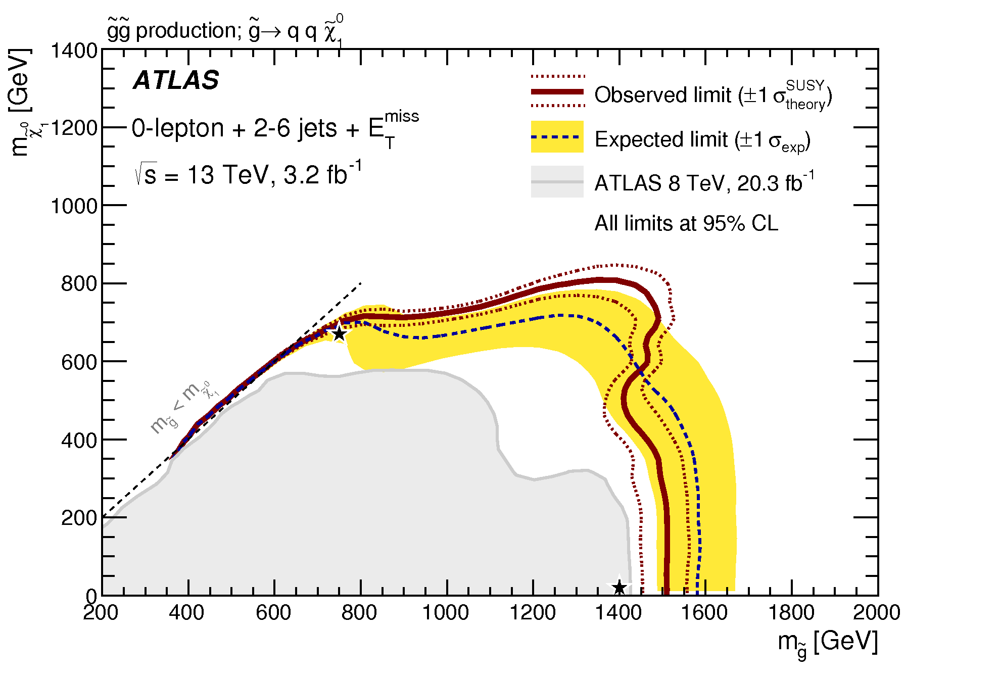 g̃g̃ production; g̃→ q q χ̃₁⁰
m_χ̃₁⁰ [GeV]
1400
1200
1000
800
600
400
200
0
ATLAS
0-lepton + 2-6 jets + E_T^miss
√s = 13 TeV, 3.2 fb⁻¹
Observed limit (±1 σ_theory^SUSY)
Expected limit (±1 σ_exp)
ATLAS 8 TeV, 20.3 fb⁻¹
All limits at 95% CL
m_g̃ < m_χ̃₁⁰
200 400 600 800 1000 1200 1400 1600 1800 2000
m_g̃ [GeV]